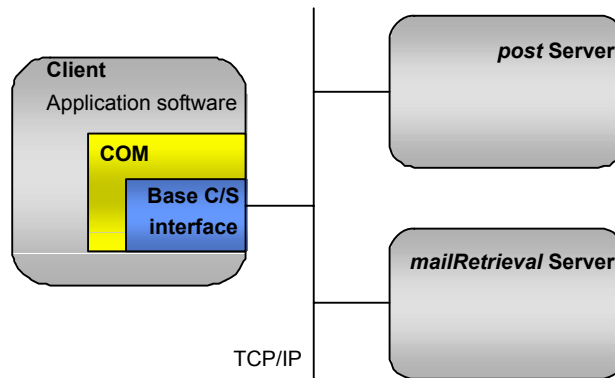 Client
Application software
COM
Base C/S
interface
post Server
mailRetrieval Server
TCP/IP